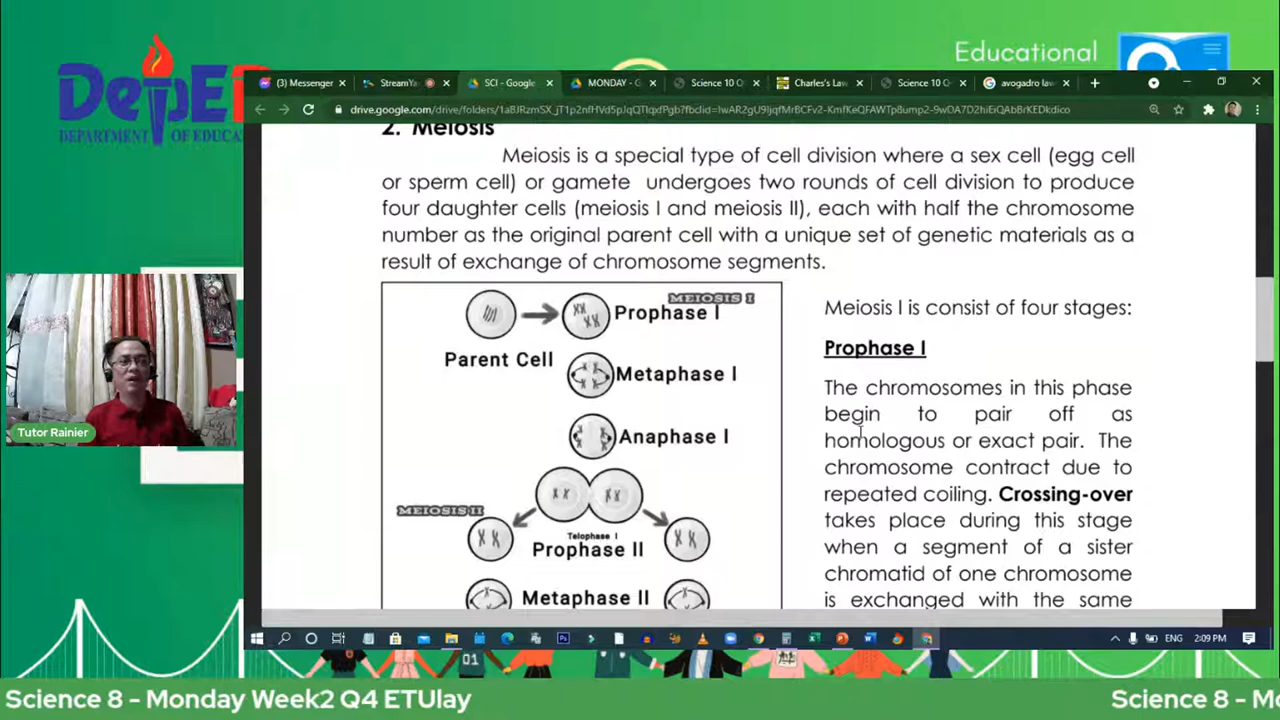 DepE
DEPARTMENT OF EDUCA
Educational
(3) Messenger
StreamYa
SCI - Google
MONDAY - G
Science 10 O
Charles's Law
Science 10 O
avogadro law
drive.google.com/drive/folders/
2. Meiosis
Meiosis is a special type of cell division where a sex cell (egg cell
or sperm cell) or gamete undergoes two rounds of cell division to produce
four daughter cells (meiosis I and meiosis II), each with half the chromosome
number as the original parent cell with a unique set of genetic materials as a
result of exchange of chromosome segments.
MEIOSIS I
Prophase I
Parent Cell
Metaphase I
Anaphase I
MEIOSIS II
Telophase I
Prophase II
Metaphase II
Meiosis I is consist of four stages:
Prophase I
The chromosomes in this phase
begin to pair off as
homologous or exact pair. The
chromosome contract due to
repeated coiling. Crossing-over
takes place during this stage
when a segment of a sister
chromatid of one chromosome
is exchanged with the same
Tutor Rainier
01
ENG 2:09 PM
Science 8 - Monday Week2 Q4 ETUlay
Science 8 - Mo